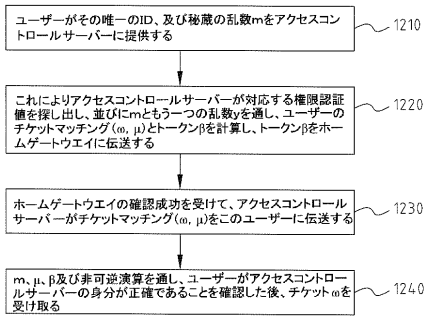 ユーザーがその唯一のID、及び秘蔵の乱数mをアクセスコン
トロールサーバーに提供する
1210
これによりアクセスコントロールサーバーが対応する権限認証
値を探し出し、並びにmともう一つの乱数yを通し、ユーザーの
チケットマッチング(ω, μ)とトークンβを計算し、トークンβをホー
ムゲートウエイに伝送する
1220
ホームゲートウエイの確認成功を受けて、アクセスコントロール
サーバーがチケットマッチング(ω, μ)をこのユーザーに伝送する
1230
m、μ、β及び非可逆演算を通し、ユーザーがアクセスコントロー
ルサーバーの身分が正確であることを確認した後、チケットωを
受け取る
1240